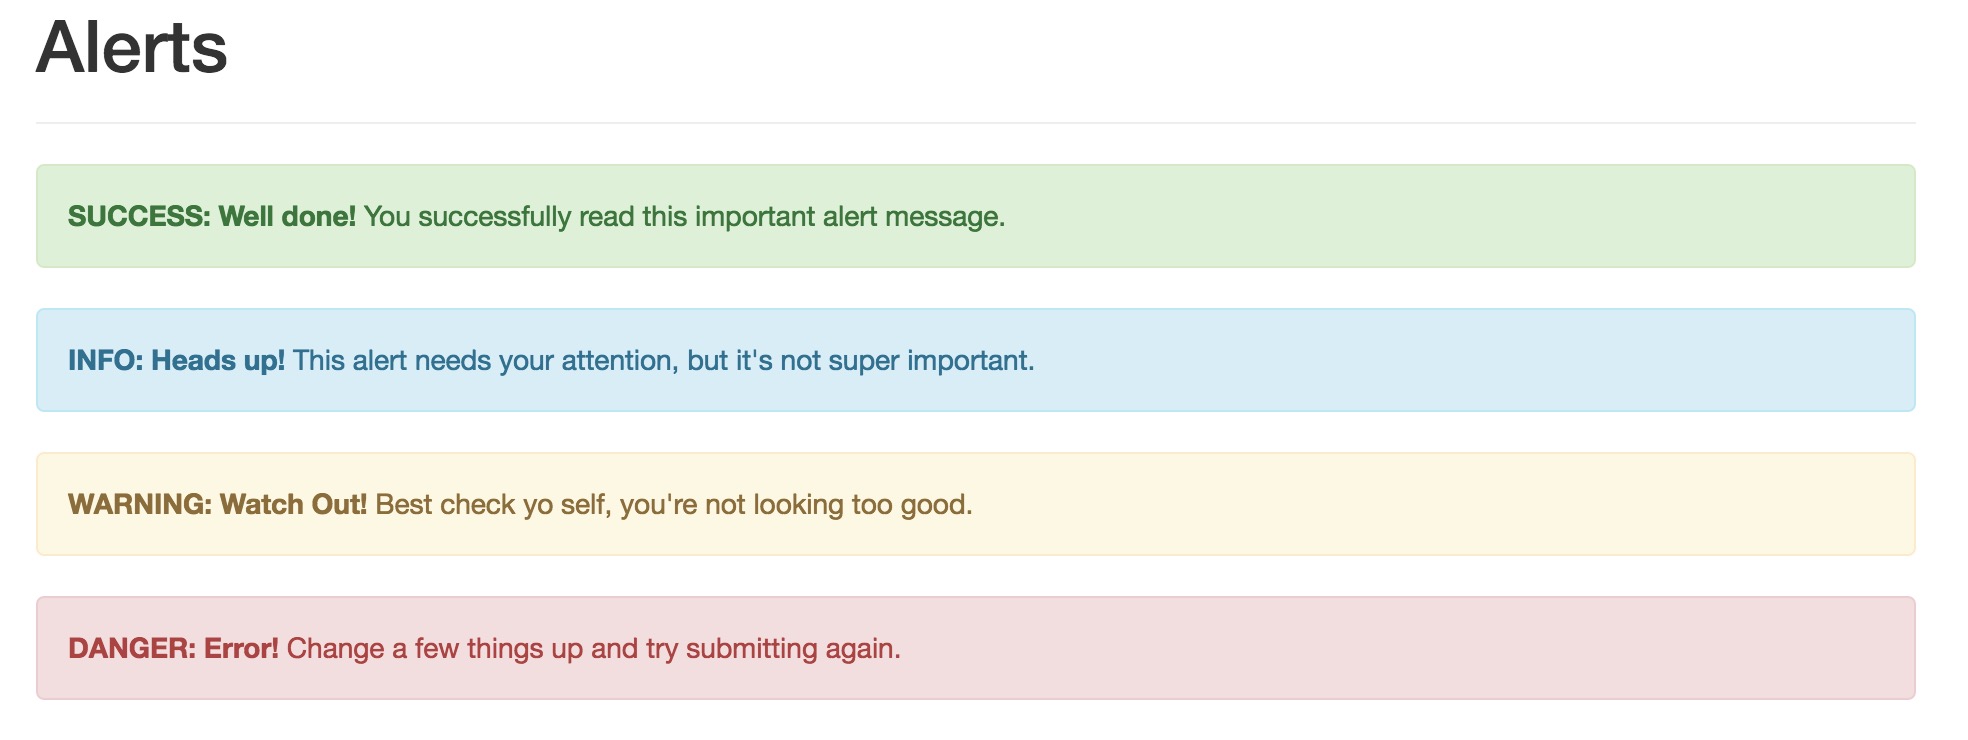 Alerts
SUCCESS: Well done! You successfully read this important alert message.
INFO: Heads up! This alert needs your attention, but it's not super important.
WARNING: Watch Out! Best check yo self, you're not looking too good.
DANGER: Error! Change a few things up and try submitting again.